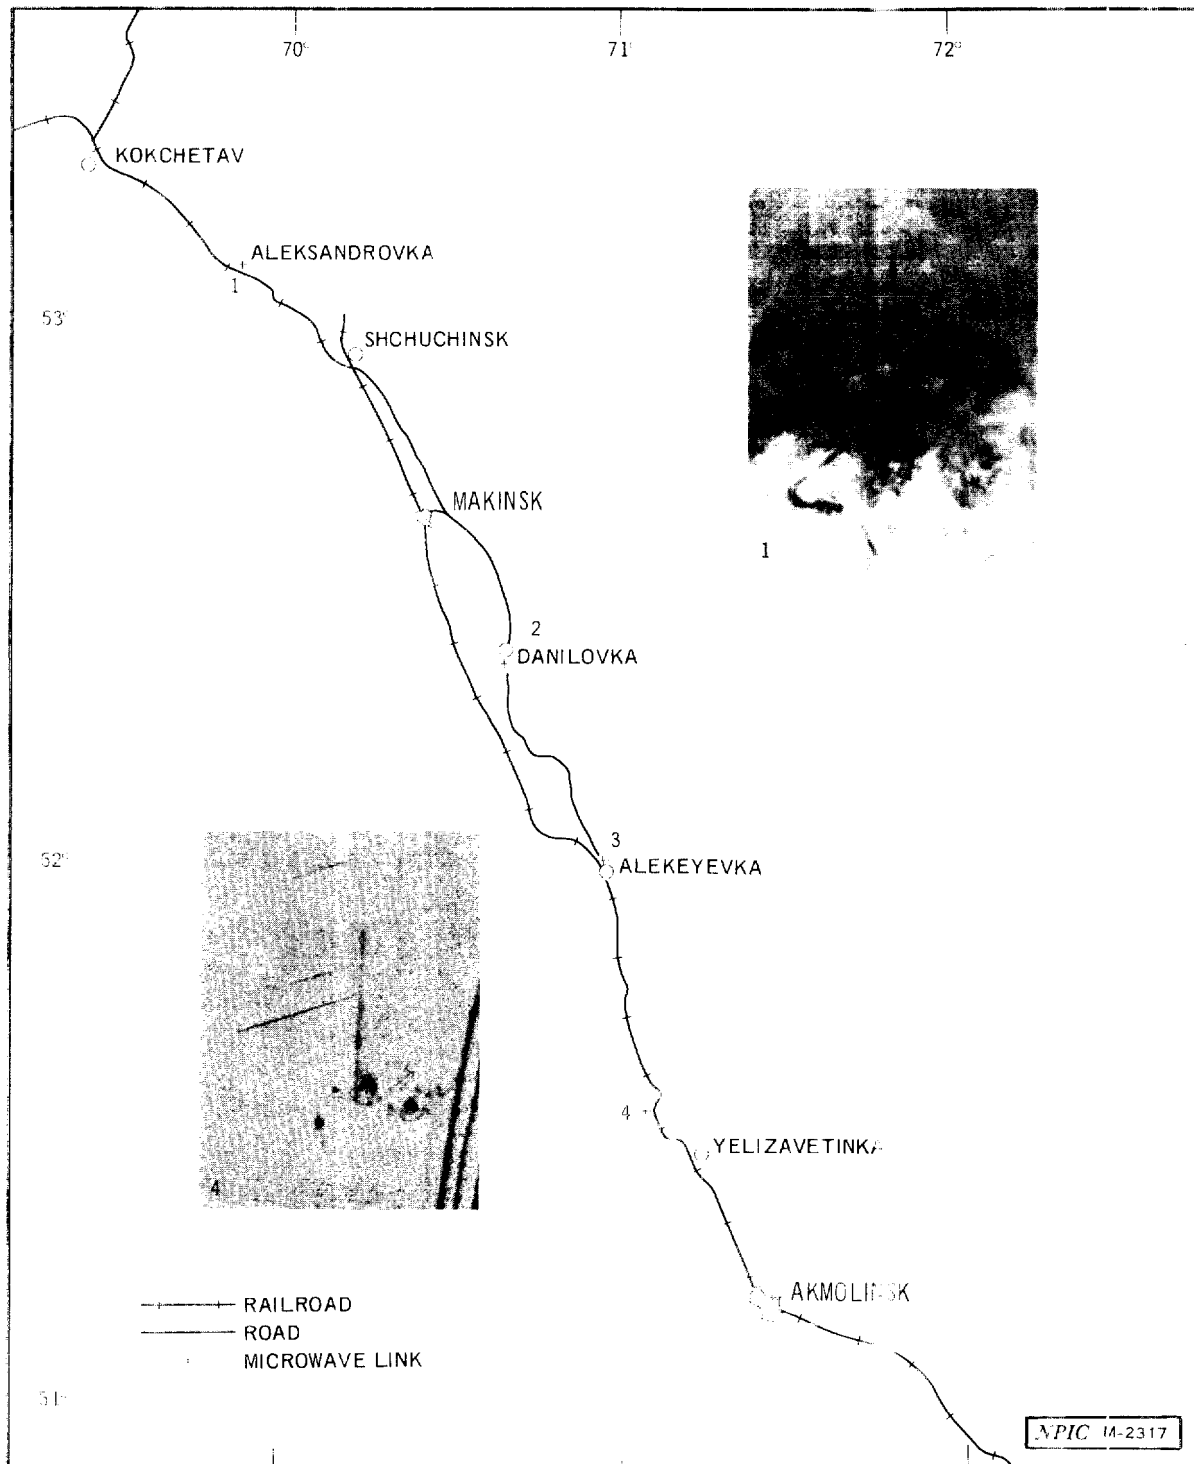 70°
71°
72°
KOKCHETAV
ALEKSANDROVKA
1
53°
SHCHUCHINSK
MAKINSK
1
2
DANILOVKA
3
52°
ALEKEYEVKA
4
YELIZAVETINKA
4
AKMOLINSK
RAILROAD
ROAD
MICROWAVE LINK
51°
NPIC M-2317